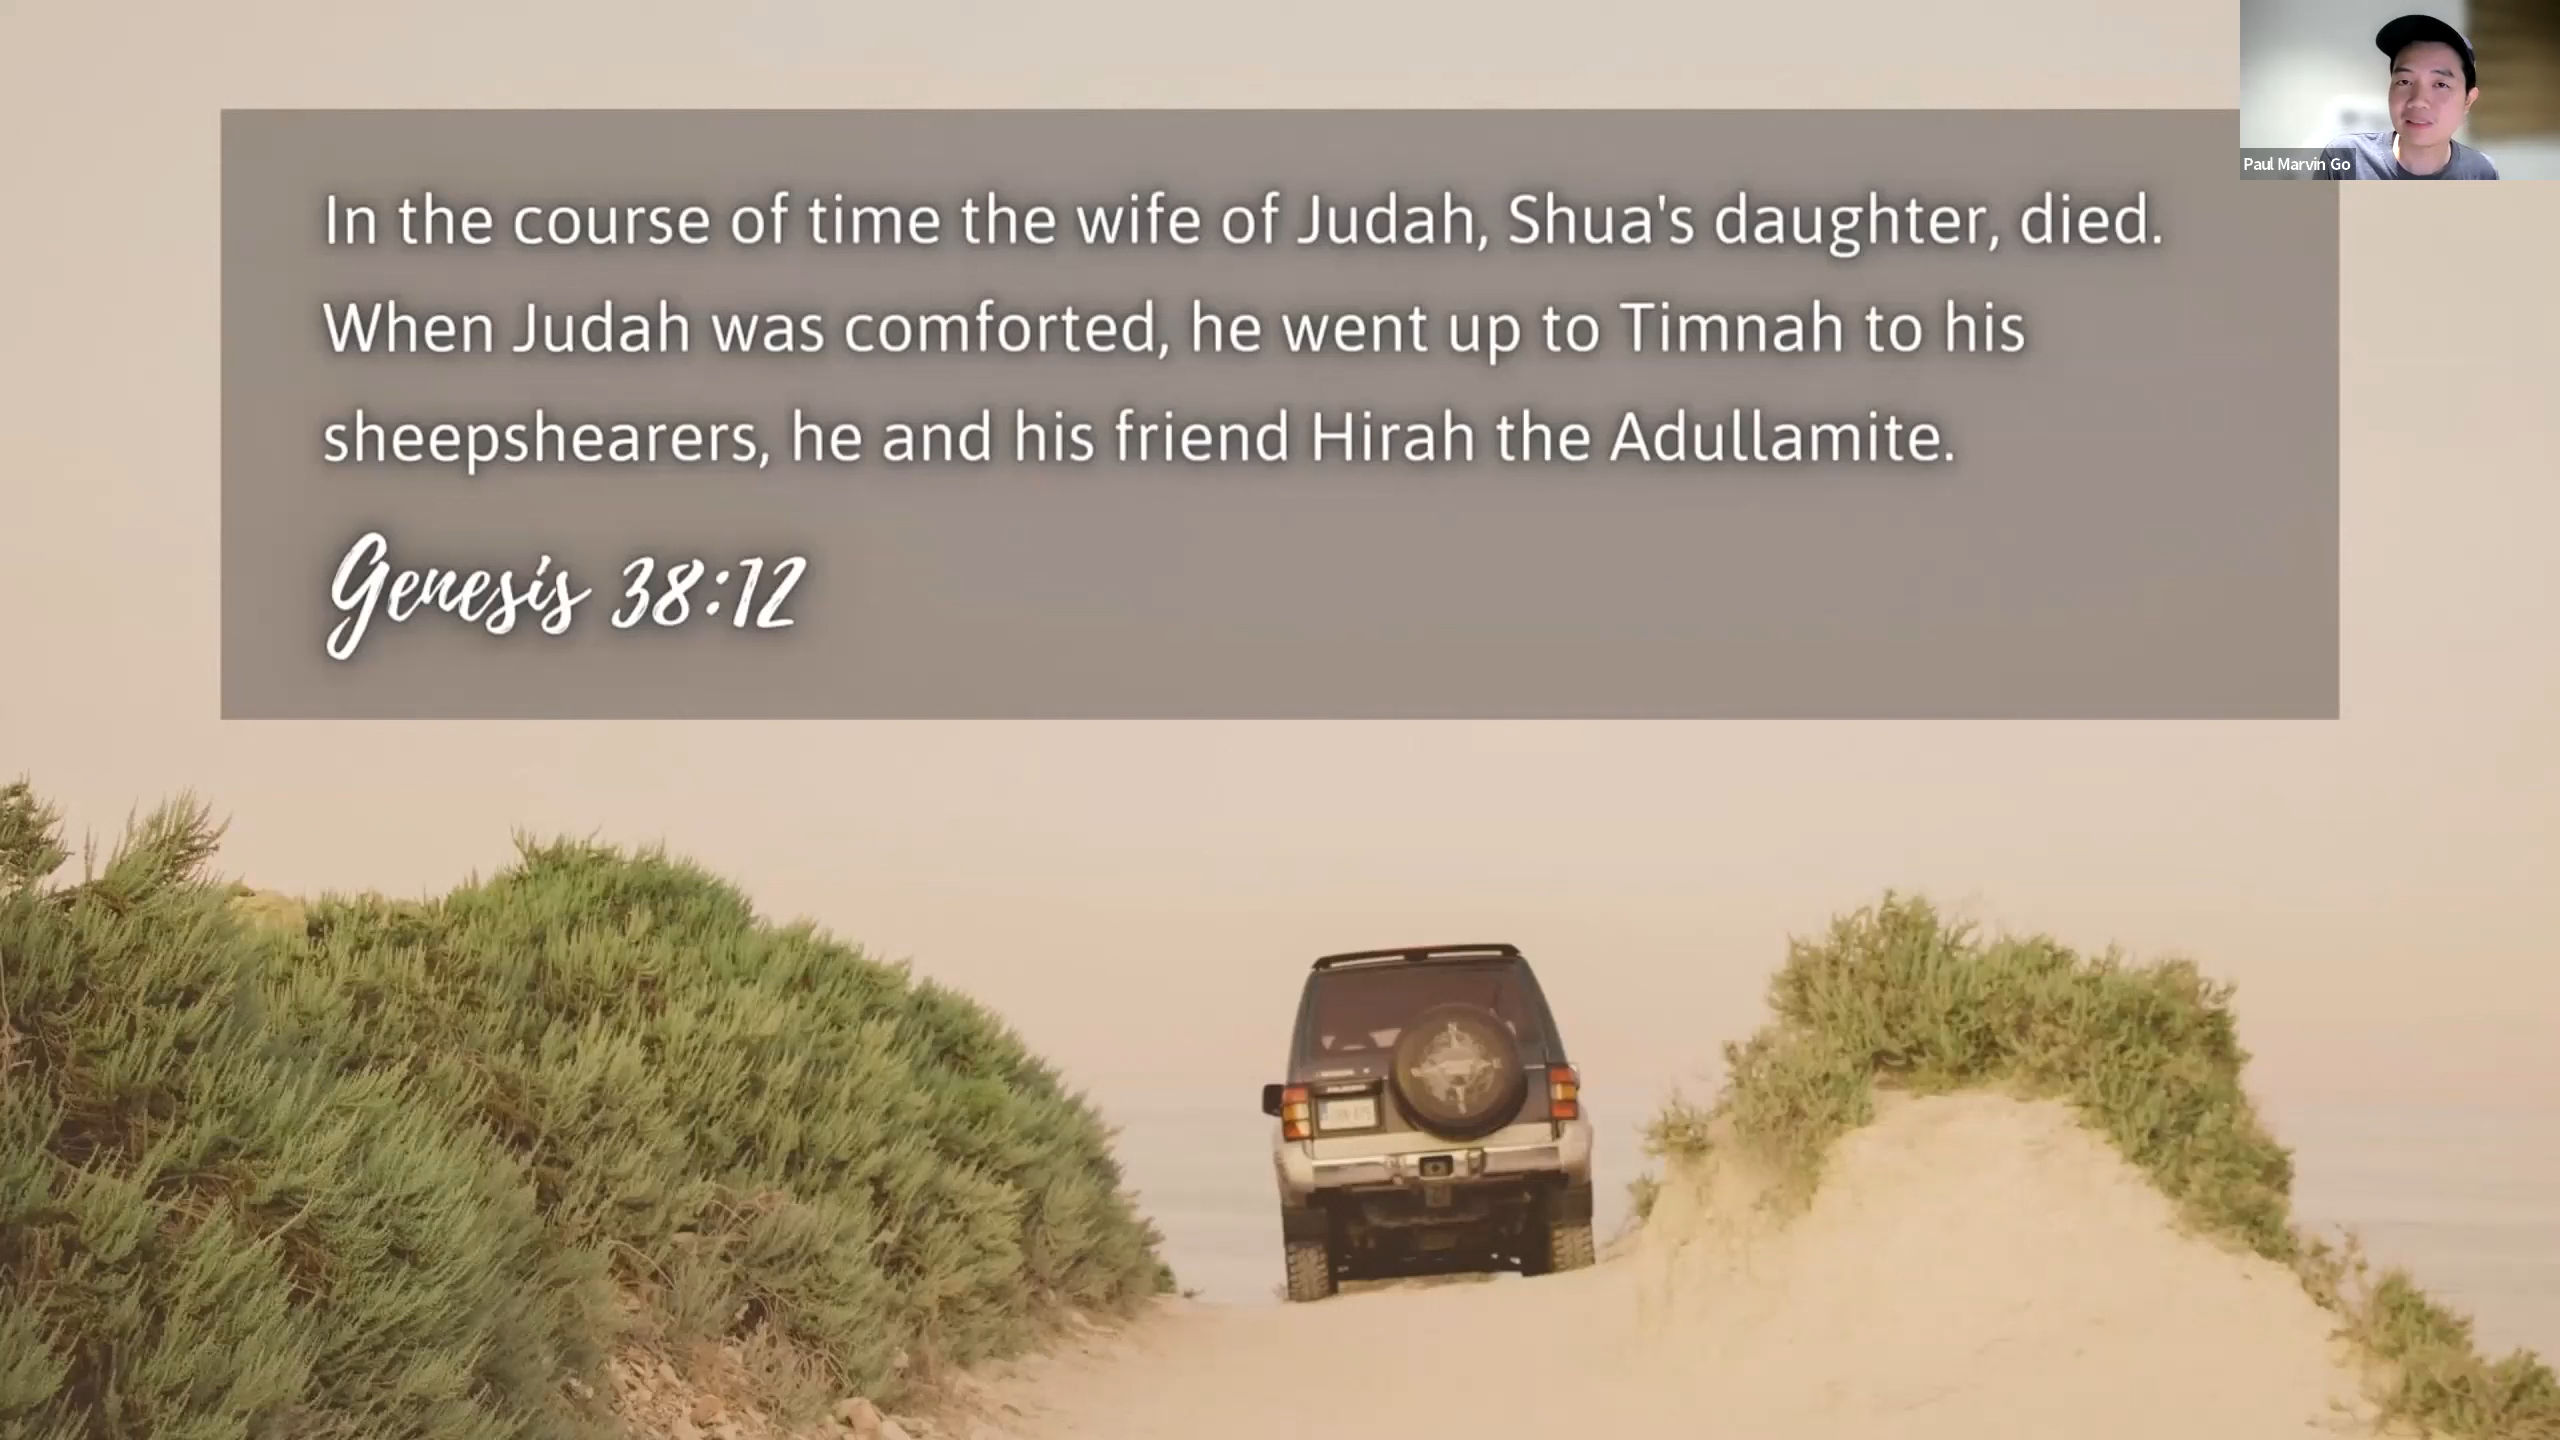 In the course of time the wife of Judah, Shua's daughter, died.
When Judah was comforted, he went up to Timnah to his
sheepshearers, he and his friend Hirah the Adullamite.
Genesis 38:12
Paul Marvin Go